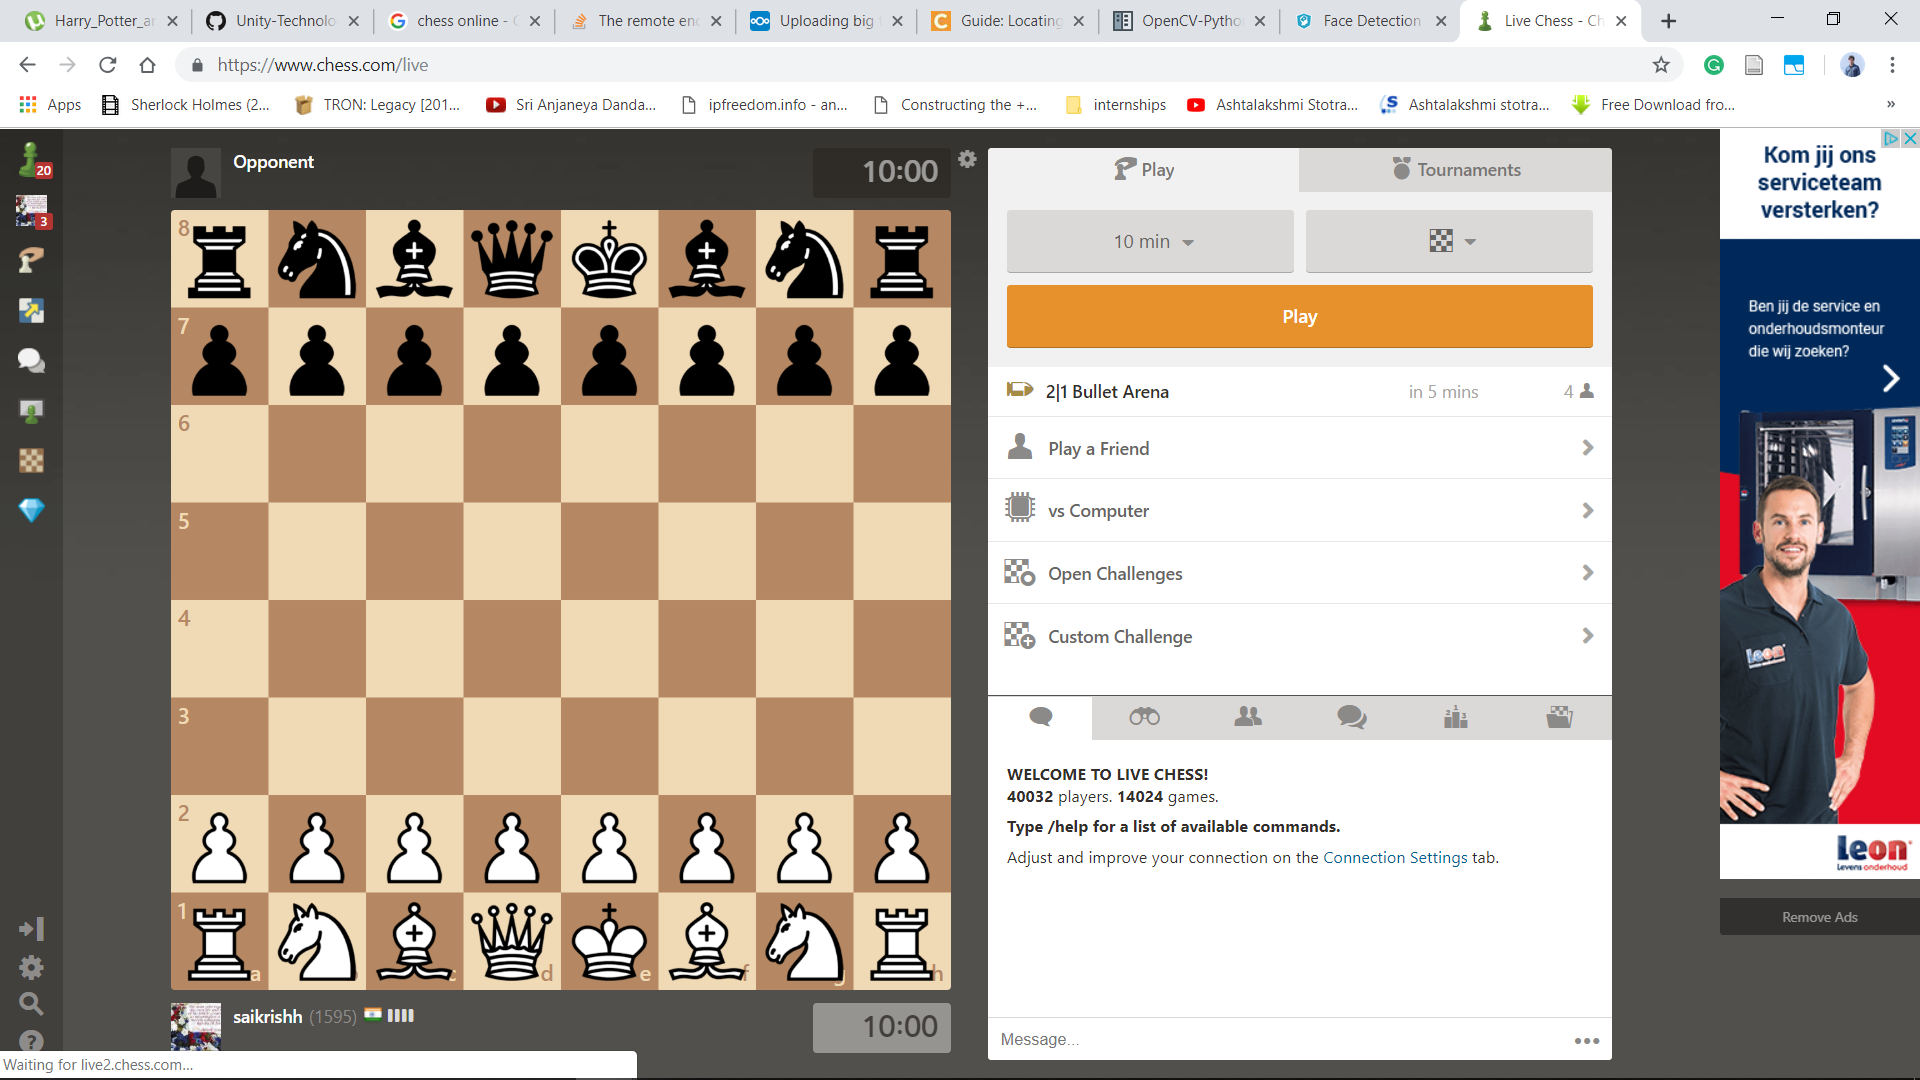 Harry_Potter_ar
Unity-Technolo
chess online - G
The remote end
Uploading big f
Guide: Locating
OpenCV-Pytho
Face Detection
Live Chess - Ch
https://www.chess.com/live
Apps
Sherlock Holmes (2...
TRON: Legacy [201...
Sri Anjaneya Danda...
ipfreedom.info - an...
Constructing the +...
internships
Ashtalakshmi Stotra...
Ashtalakshmi stotra...
Free Download fro...
»
20
3
Opponent
10:00
8
7
6
5
4
3
2
1
a
c
d
e
f
g
h
saikrishh (1595)
10:00
Play
Tournaments
10 min
Play
2|1 Bullet Arena in 5 mins 4
Play a Friend
vs Computer
Open Challenges
Custom Challenge
WELCOME TO LIVE CHESS!
40032 players. 14024 games.
Type /help for a list of available commands.
Adjust and improve your connection on the Connection Settings tab.
Message...
Kom jij ons
serviceteam
versterken?
Ben jij de service en
onderhoudsmonteur
die wij zoeken?
Leon
Leon
Levens onderhoud
Remove Ads
Waiting for live2.chess.com...